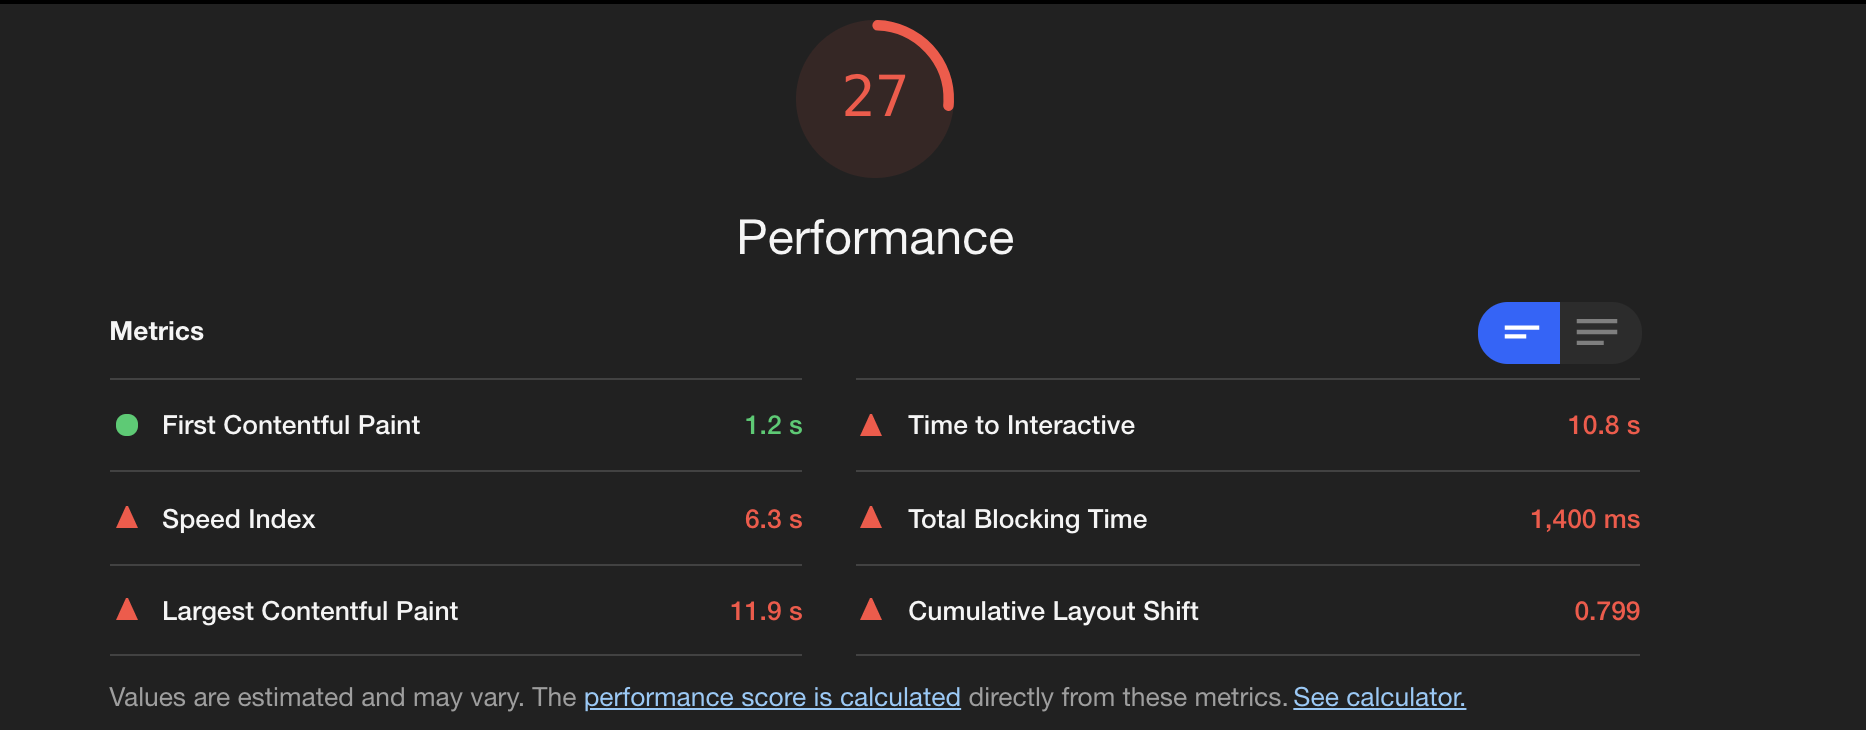 27
Performance
Metrics
First Contentful Paint 1.2 s
Time to Interactive 10.8 s
Speed Index 6.3 s
Total Blocking Time 1,400 ms
Largest Contentful Paint 11.9 s
Cumulative Layout Shift 0.799
Values are estimated and may vary. The performance score is calculated directly from these metrics. See calculator.